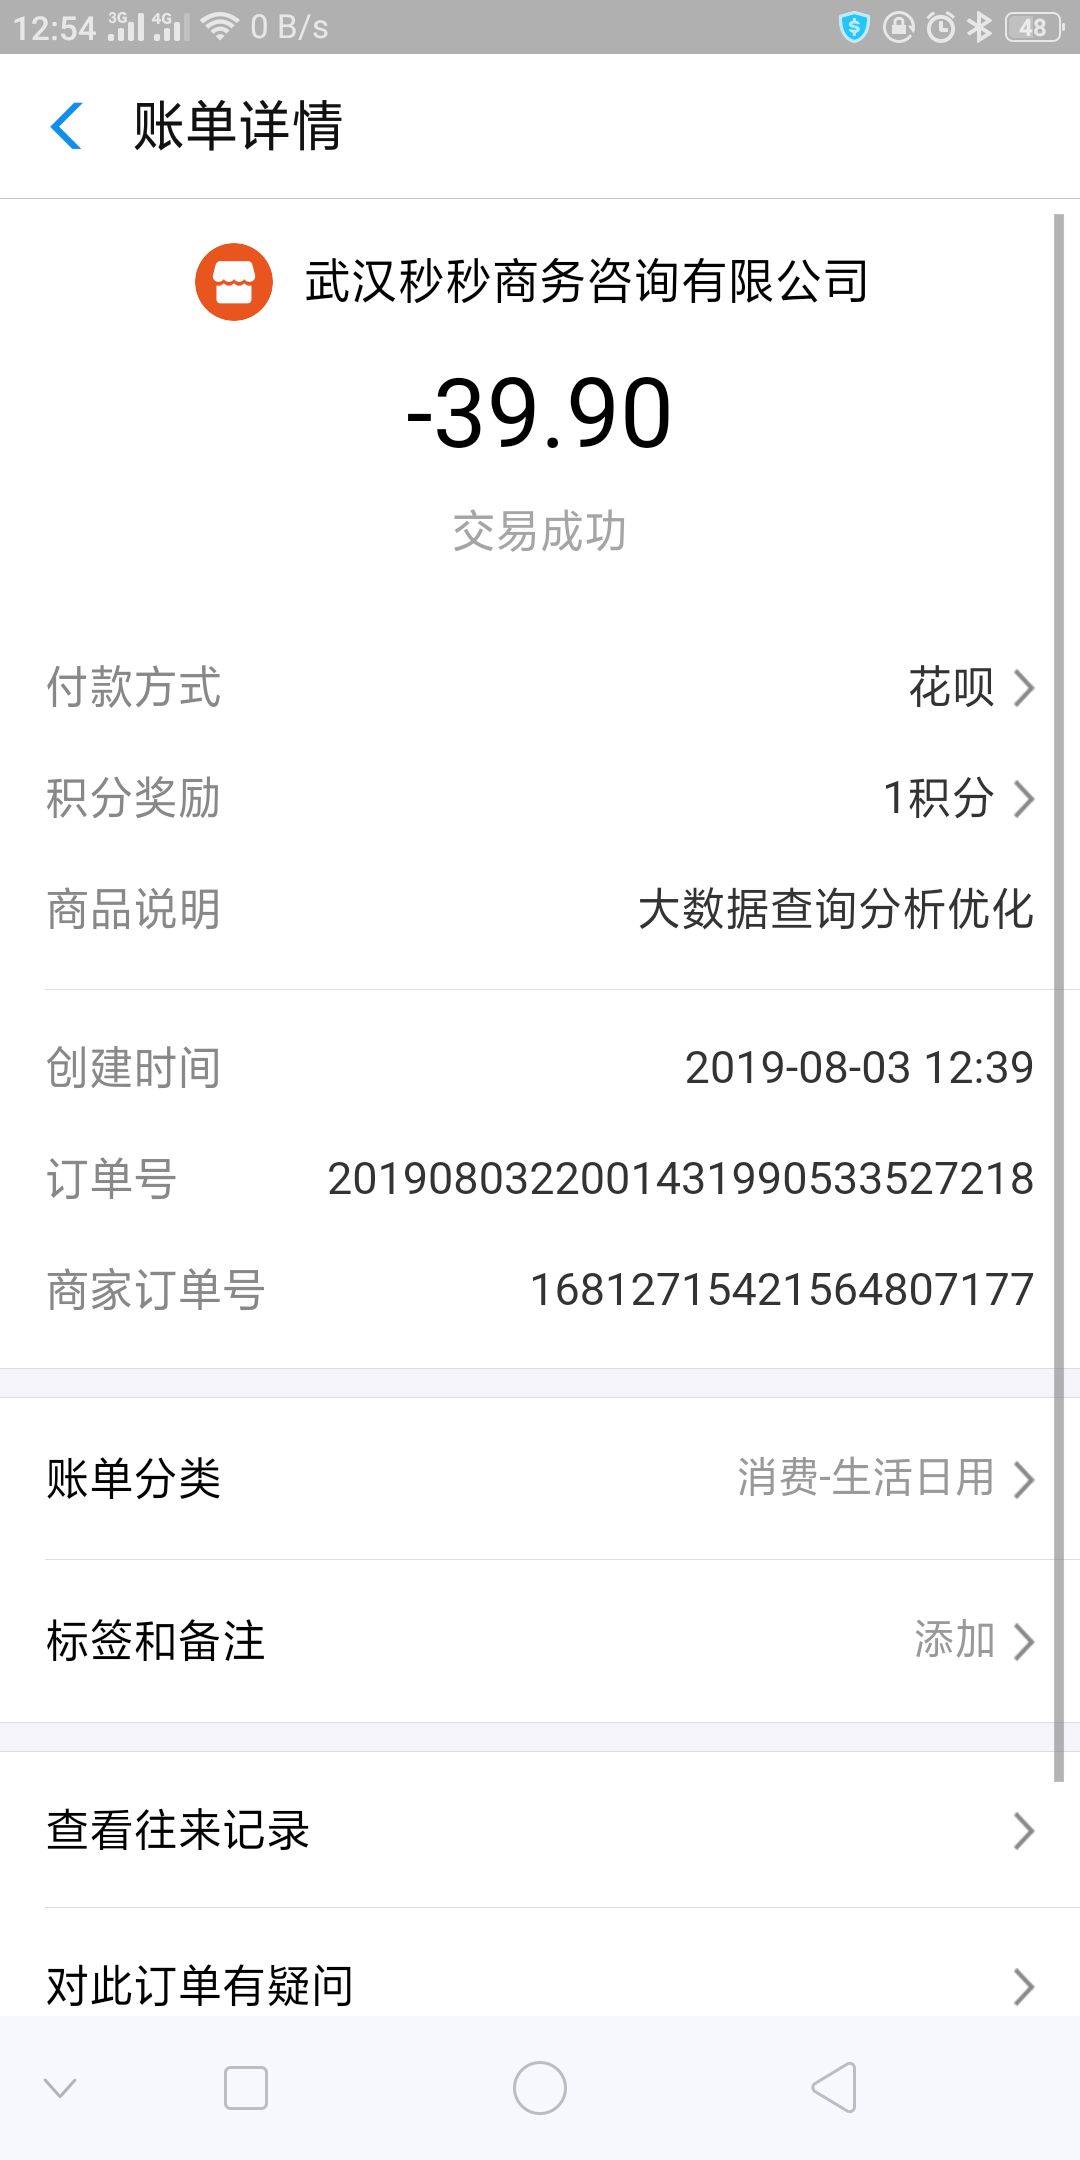 12:54 3G 4G 0 B/s 48
账单详情
武汉秒秒商务咨询有限公司
-39.90
交易成功
付款方式 花呗
积分奖励 1积分
商品说明 大数据查询分析优化
创建时间 2019-08-03 12:39
订单号 2019080322001431990533527218
商家订单号 16812715421564807177
账单分类 消费-生活日用
标签和备注 添加
查看往来记录
对此订单有疑问